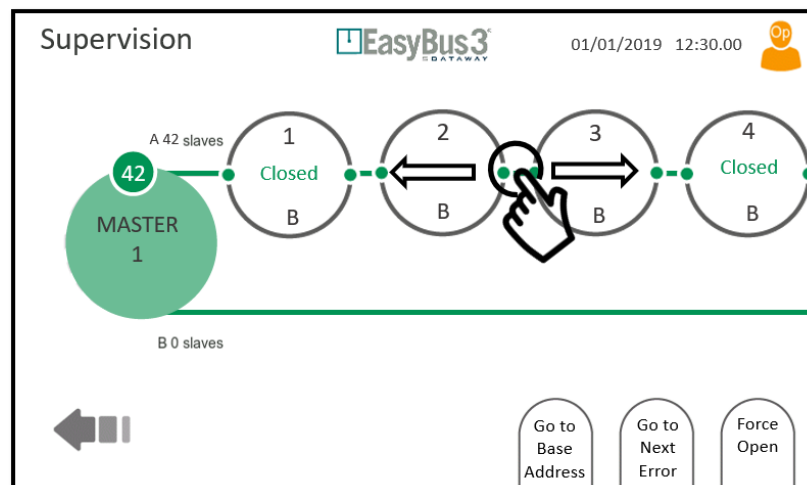 Supervision
EasyBus3
DATAWAY
01/01/2019 12:30.00
Op
A 42 slaves
42
MASTER
1
1
Closed
B
2
B
3
B
4
Closed
B
B 0 slaves
Go to
Base
Address
Go to
Next
Error
Force
Open